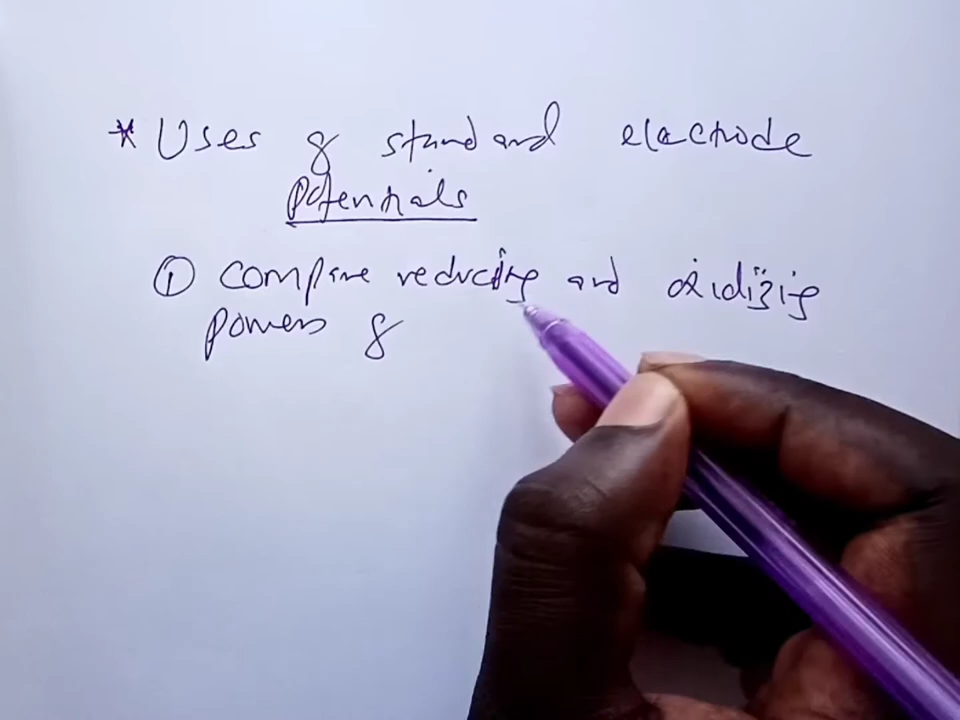 * Uses of standard electrode
potentials
① compare reducing and oxidizing
powers of